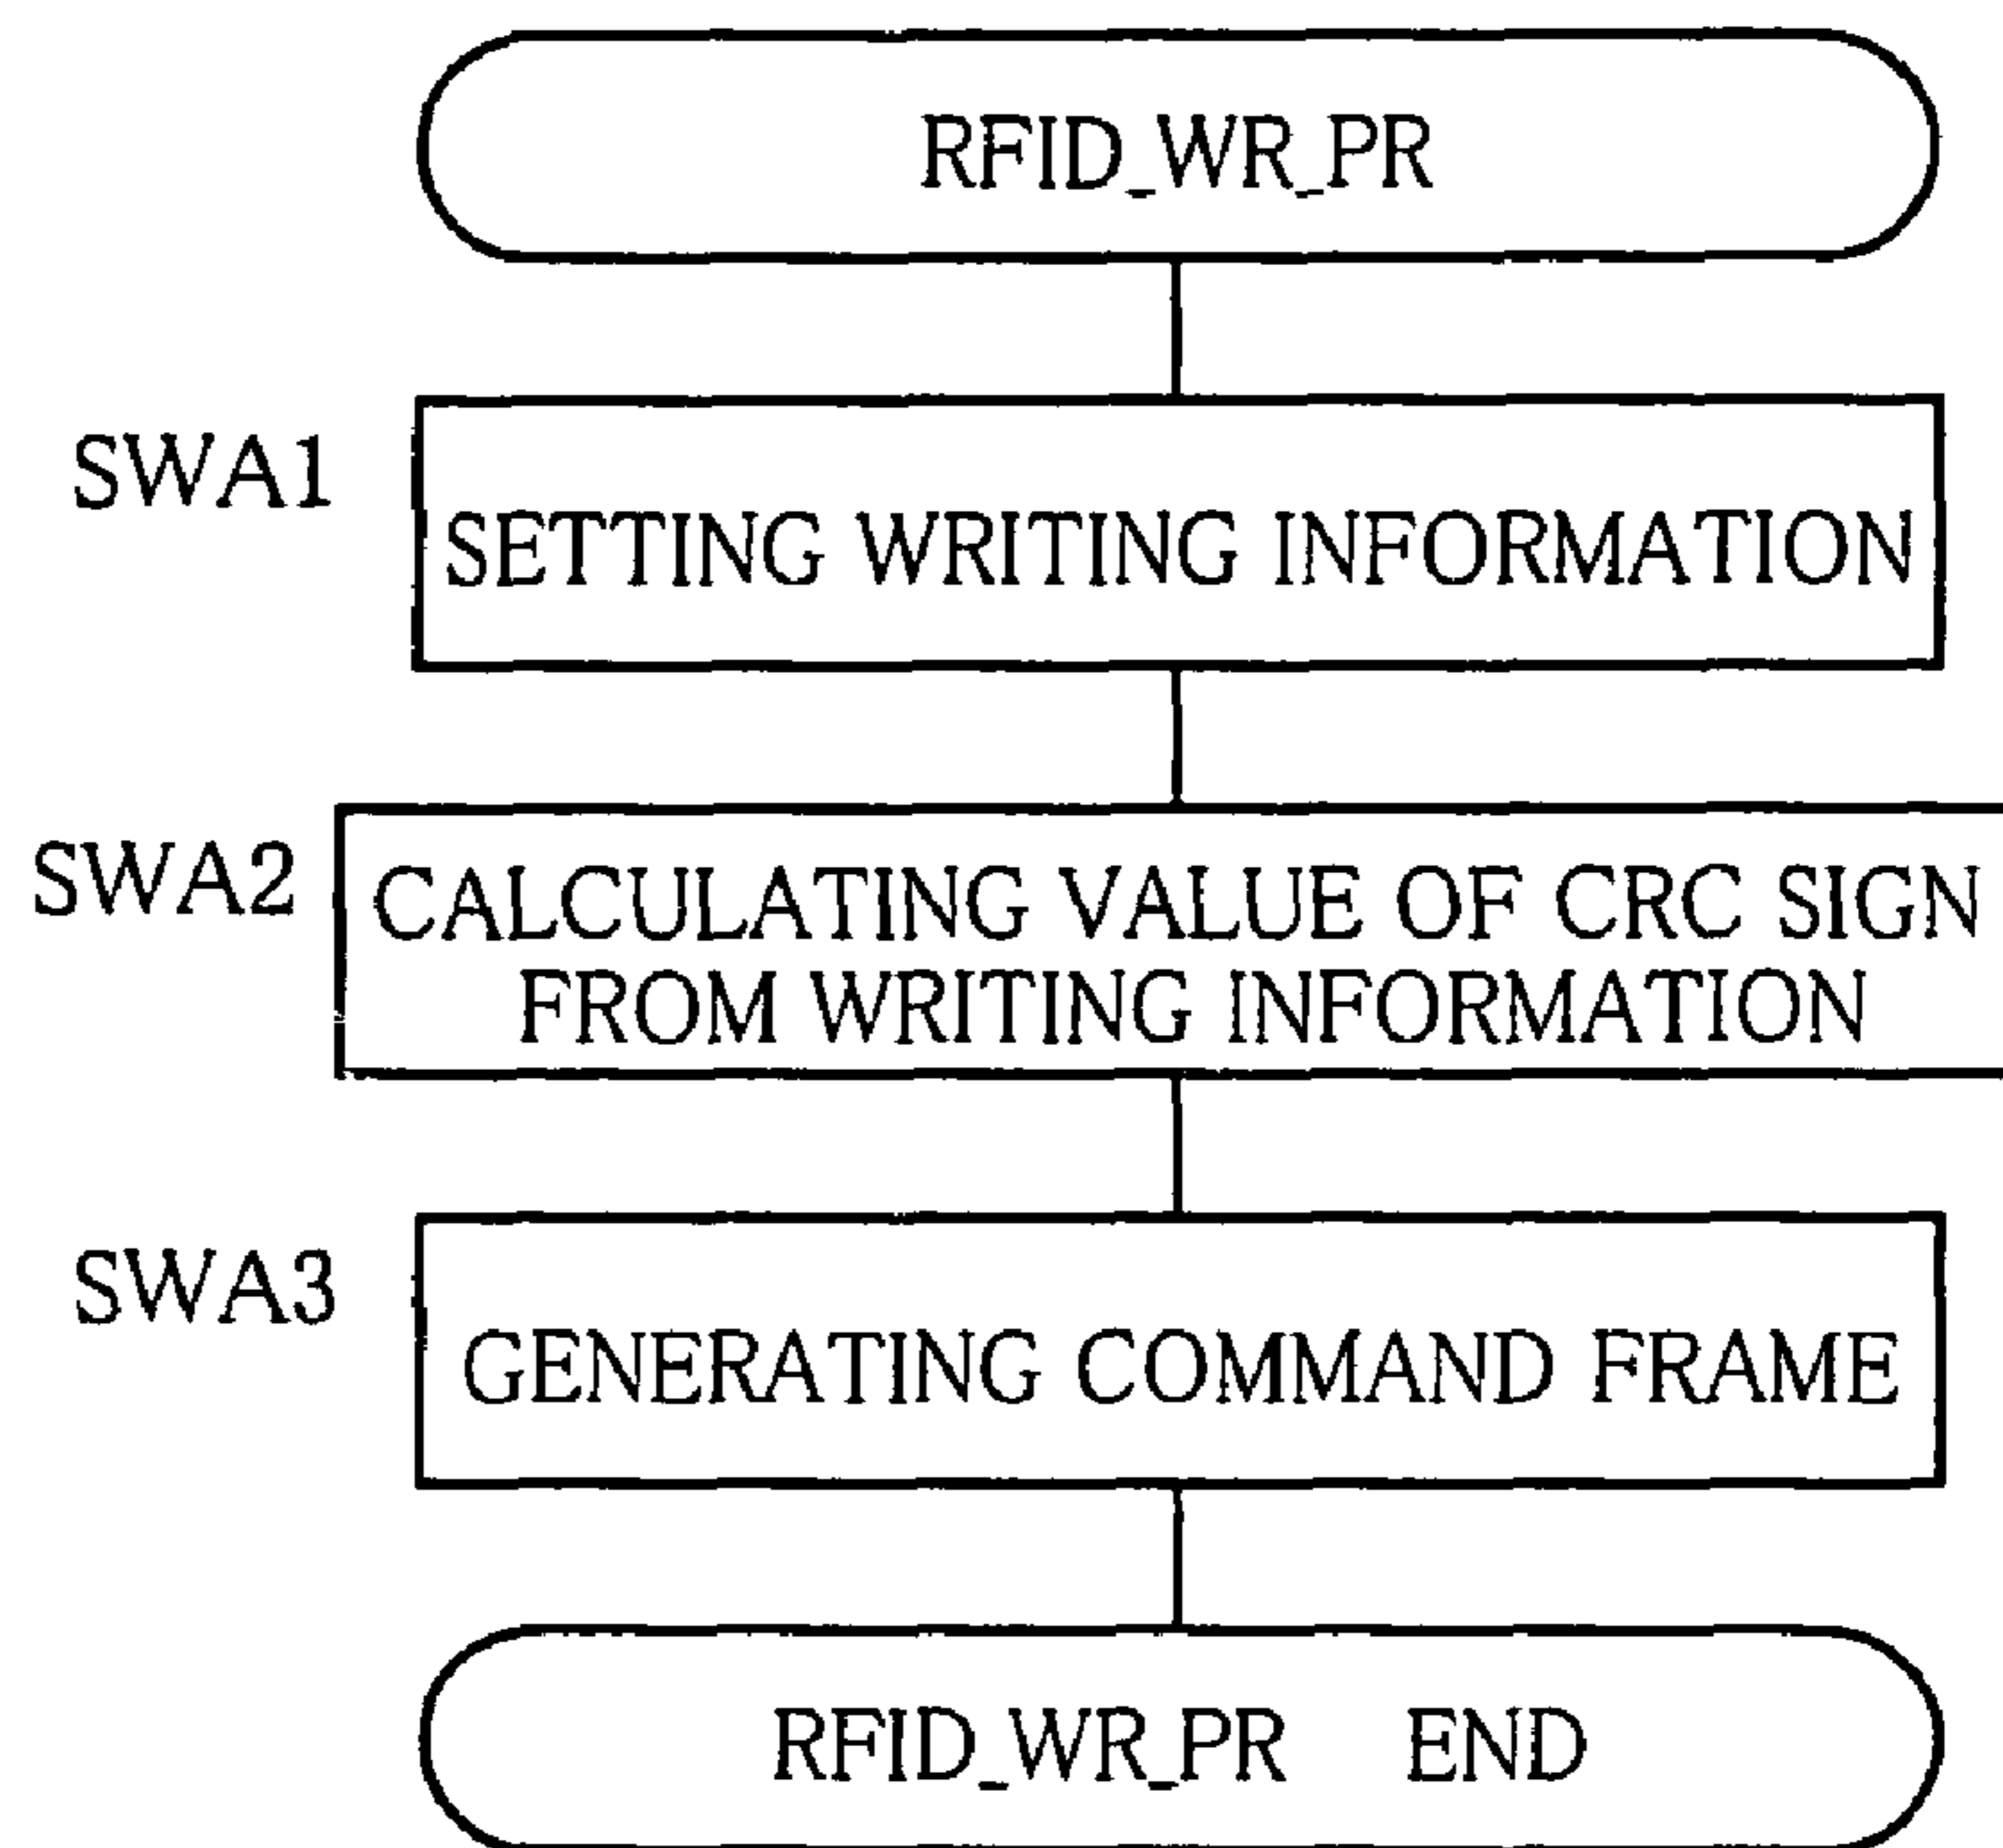 RFID_WR_PR
SWA1
SETTING WRITING INFORMATION
SWA2
CALCULATING VALUE OF CRC SIGN
FROM WRITING INFORMATION
SWA3
GENERATING COMMAND FRAME
RFID_WR_PR END